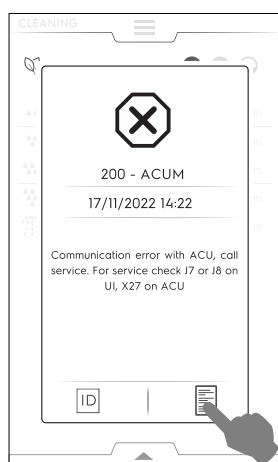 CLEANING
m
m
m
m
200 - ACUM
17/11/2022 14:22
Communication error with ACU, call
service. For service check J7 or J8 on
UI, X27 on ACU
ID